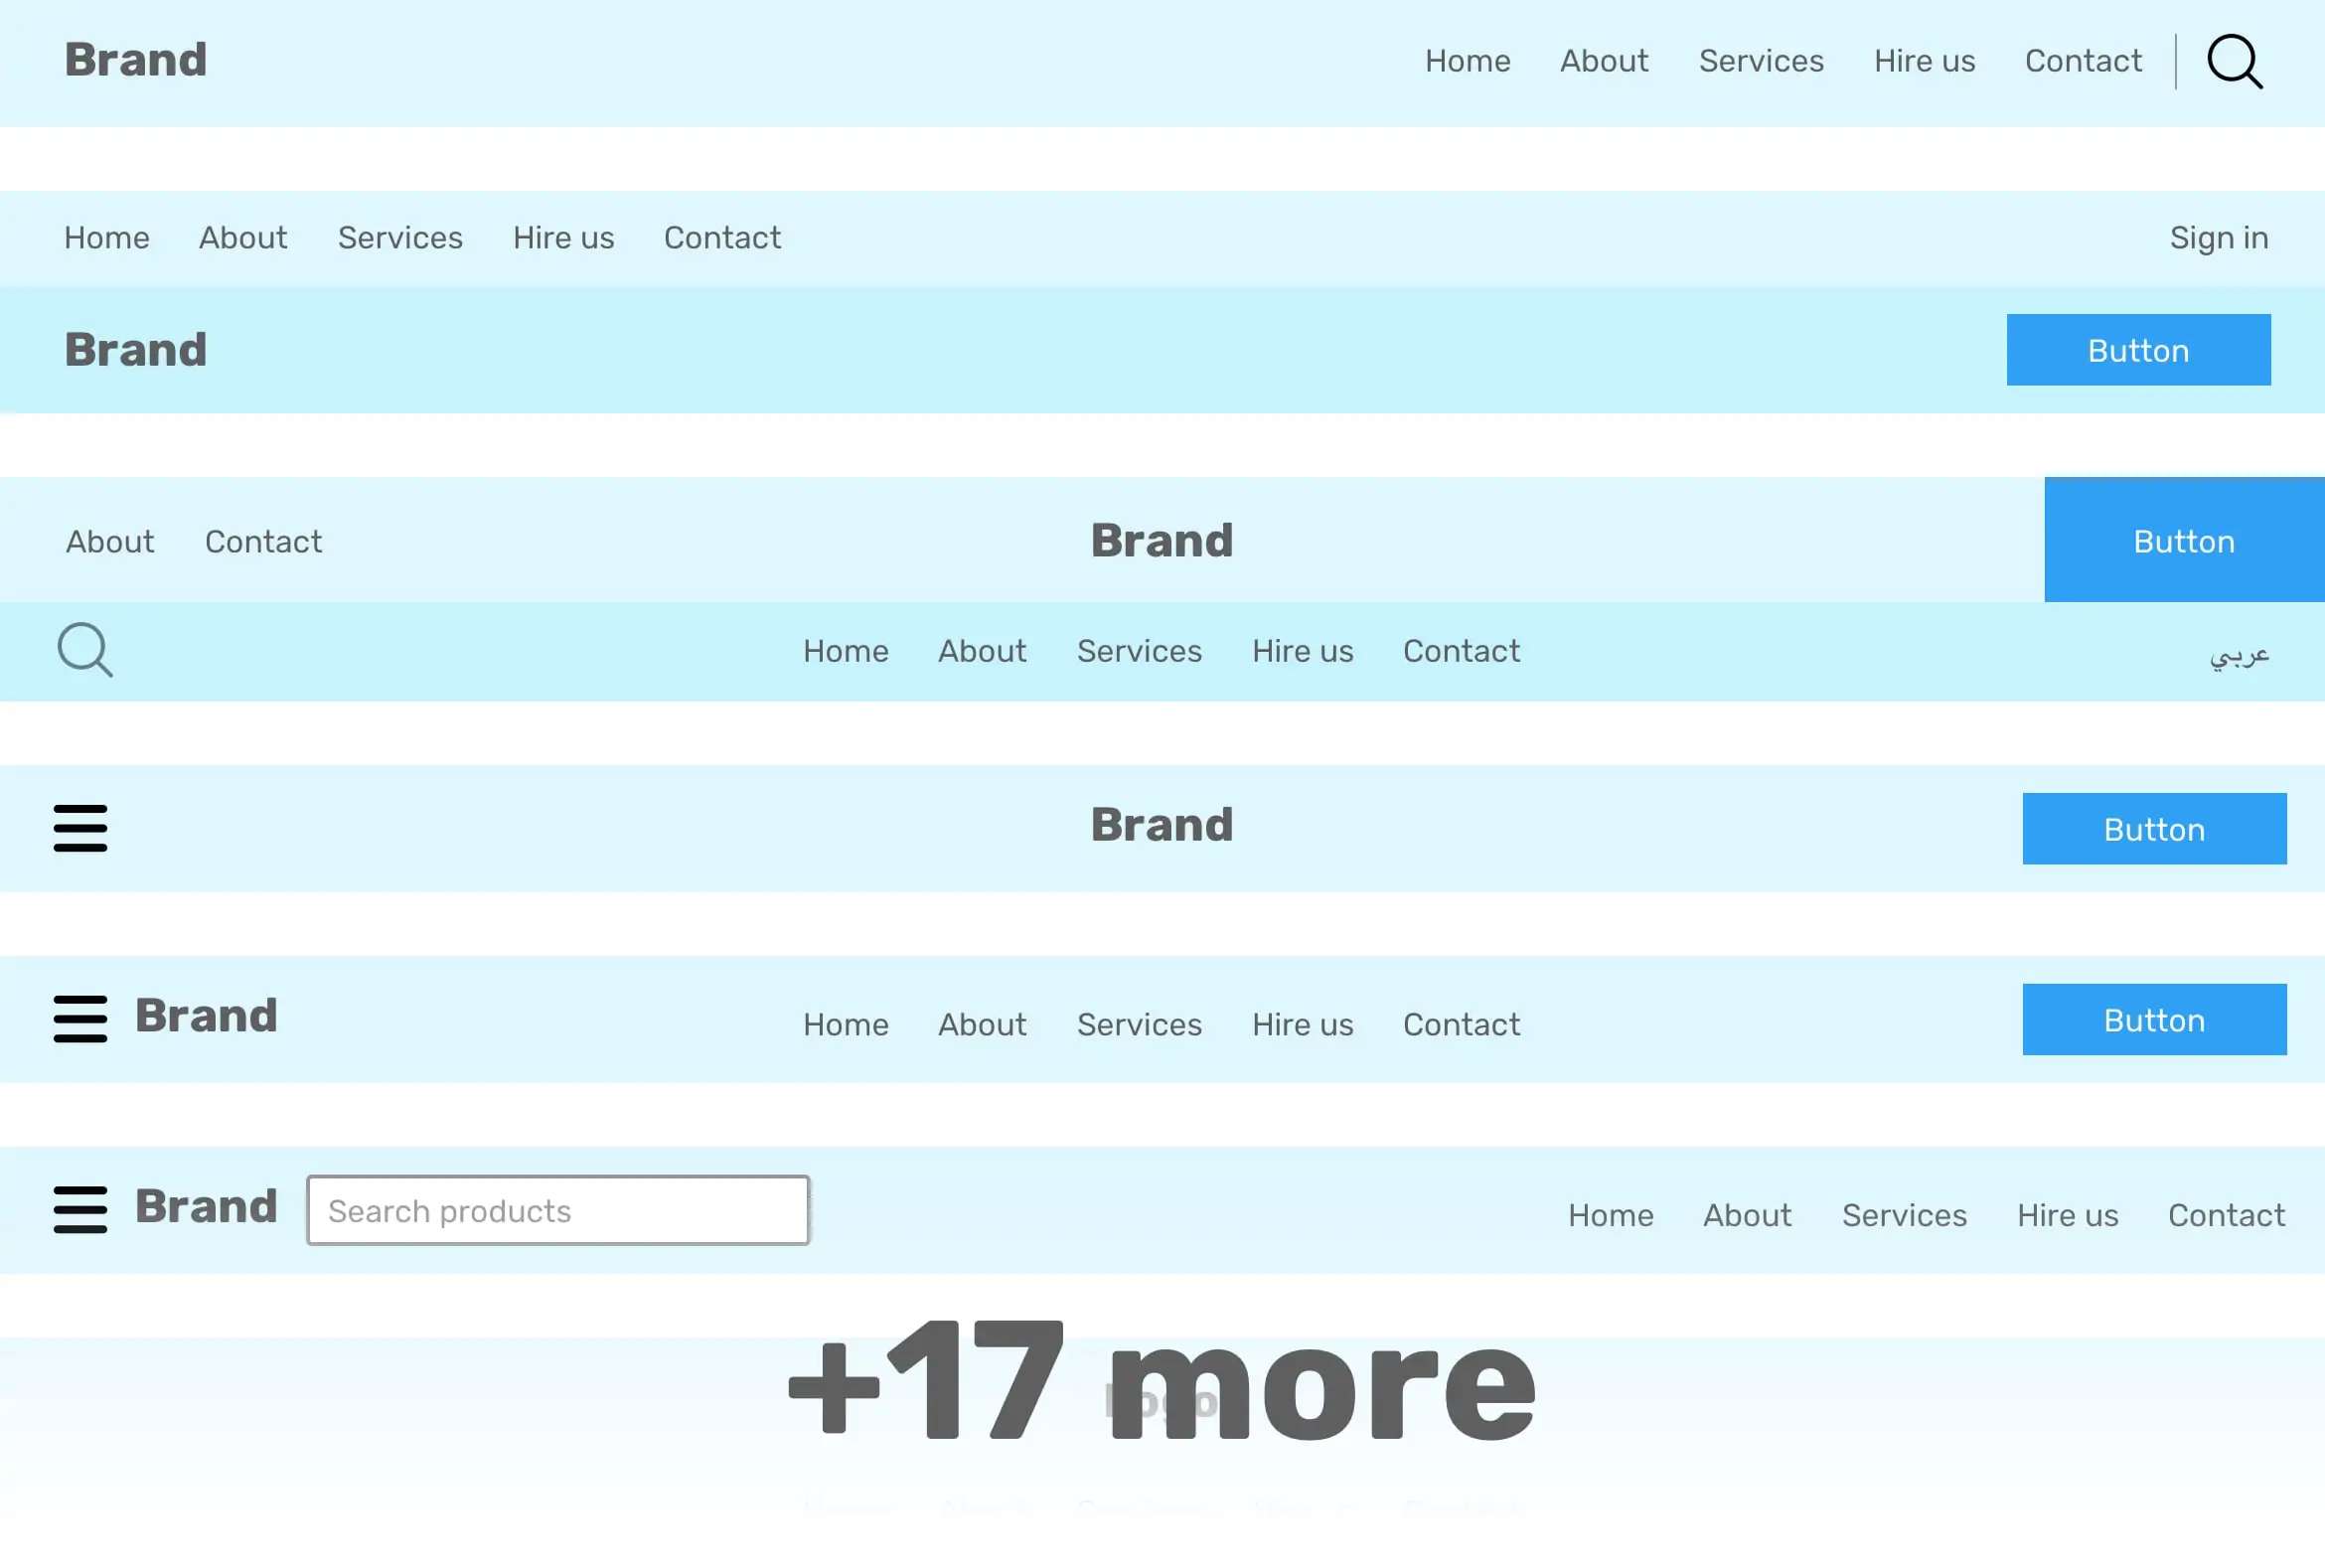 Brand Home About Services Hire us Contact
Home About Services Hire us Contact Sign in
Brand Button
About Contact Brand Button
Home About Services Hire us Contact عربي
Brand Button
Brand Home About Services Hire us Contact Button
Brand Search products Home About Services Hire us Contact
+17 more